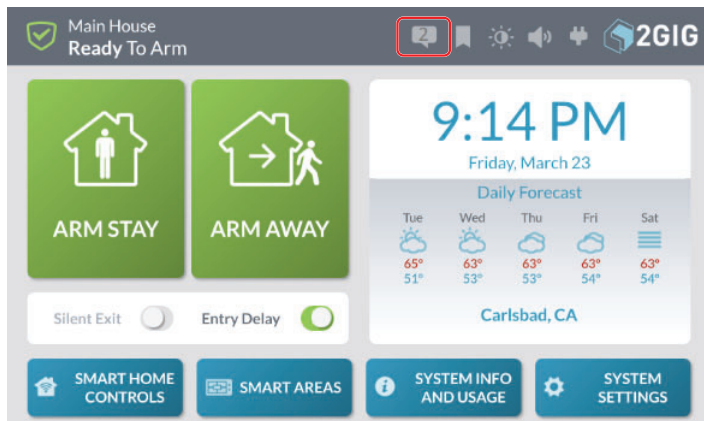 Main House
Ready To Arm
2
2GIG
ARM STAY
ARM AWAY
Silent Exit
Entry Delay
9:14 PM
Friday, March 23
Daily Forecast
Tue Wed Thu Fri Sat
65° 63° 63° 63° 63°
51° 53° 53° 54° 54°
Carlsbad, CA
SMART HOME
CONTROLS
SMART AREAS
SYSTEM INFO
AND USAGE
SYSTEM
SETTINGS